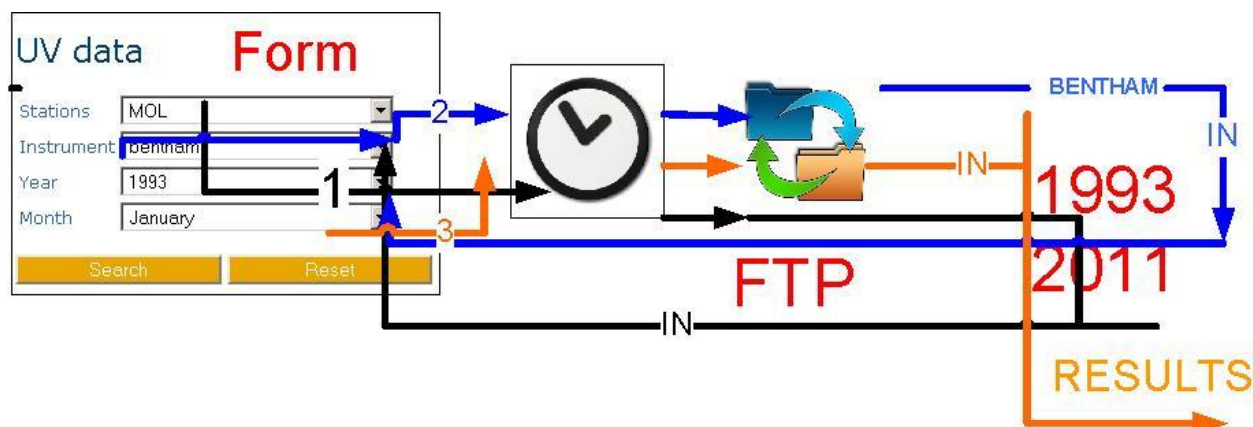 UV data
Form
Stations MOL
Instrument bentham
Year 1993
Month January
Search Reset
1
2
3
BENTHAM
IN
IN
1993
2011
FTP
IN
RESULTS